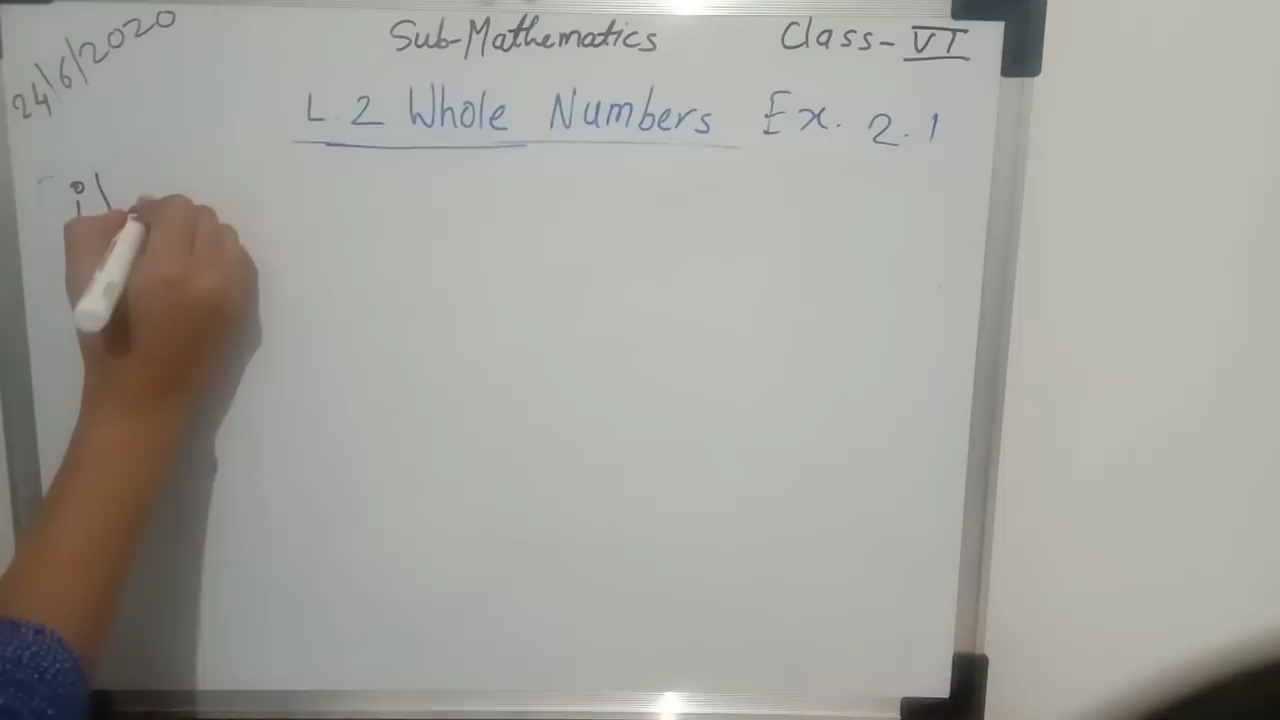 24/6/2020
Sub-Mathematics Class-VI
L.2 Whole Numbers Ex. 2.1
i)